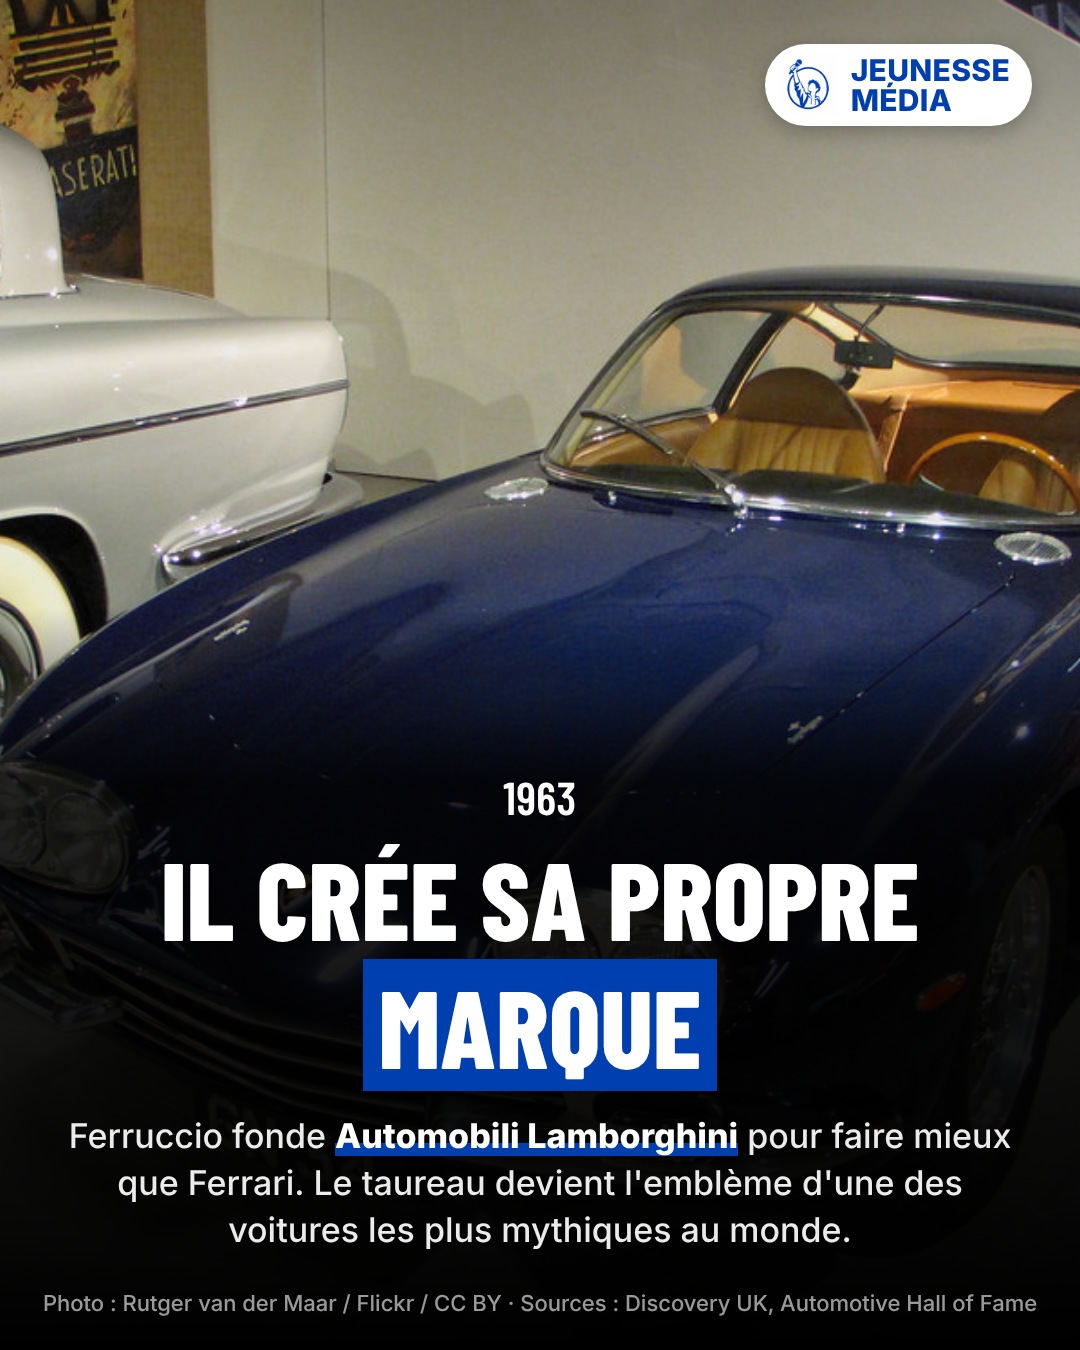 JEUNESSE
MÉDIA
ASERATI
1963
IL CRÉE SA PROPRE
MARQUE
Ferruccio fonde Automobili Lamborghini pour faire mieux
que Ferrari. Le taureau devient l'emblème d'une des
voitures les plus mythiques au monde.
Photo : Rutger van der Maar / Flickr / CC BY · Sources : Discovery UK, Automotive Hall of Fame